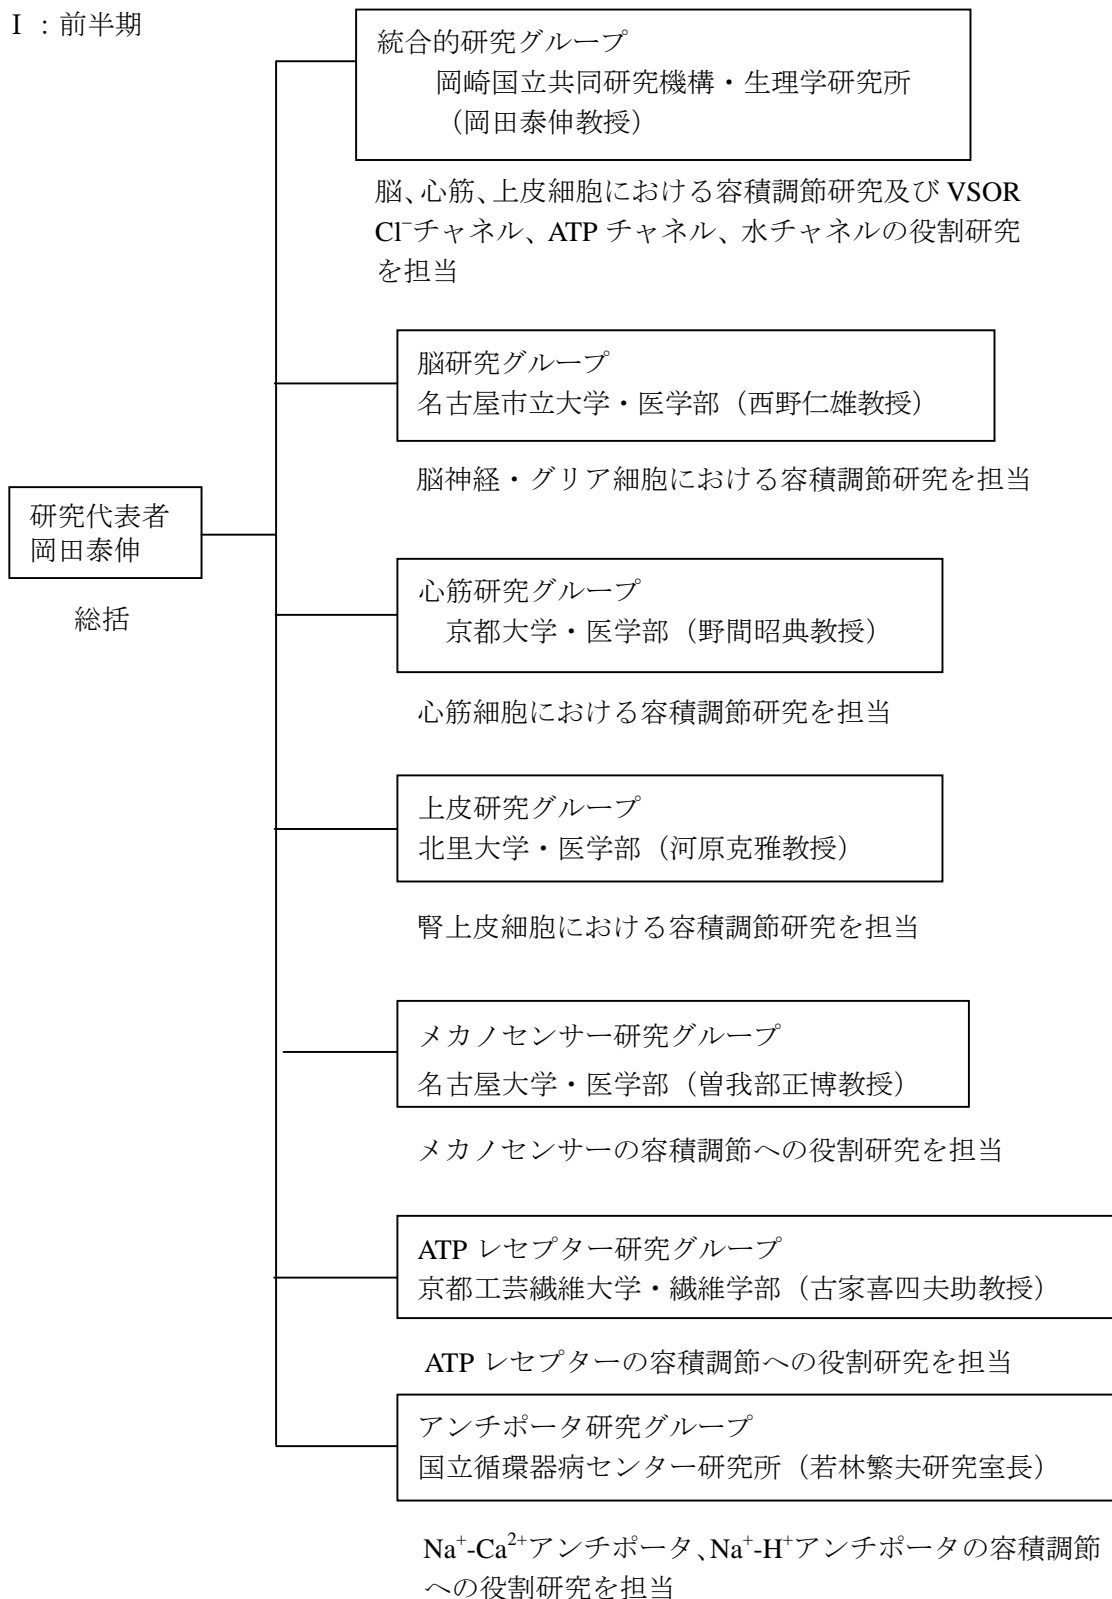 I ：前半期
統合的研究グループ
岡崎国立共同研究機構・生理学研究所
（岡田泰伸教授）
脳、心筋、上皮細胞における容積調節研究及び VSOR
Cl⁻チャネル、ATP チャネル、水チャネルの役割研究
を担当
脳研究グループ
名古屋市立大学・医学部（西野仁雄教授）
脳神経・グリア細胞における容積調節研究を担当
研究代表者
岡田泰伸
総括
心筋研究グループ
京都大学・医学部（野間昭典教授）
心筋細胞における容積調節研究を担当
上皮研究グループ
北里大学・医学部（河原克雅教授）
腎上皮細胞における容積調節研究を担当
メカノセンサー研究グループ
名古屋大学・医学部（曽我部正博教授）
メカノセンサーの容積調節への役割研究を担当
ATP レセプター研究グループ
京都工芸繊維大学・繊維学部（古家喜四夫助教授）
ATP レセプターの容積調節への役割研究を担当
アンチポータ研究グループ
国立循環器病センター研究所（若林繁夫研究室長）
Na⁺-Ca²⁺アンチポータ、Na⁺-H⁺アンチポータの容積調節
への役割研究を担当